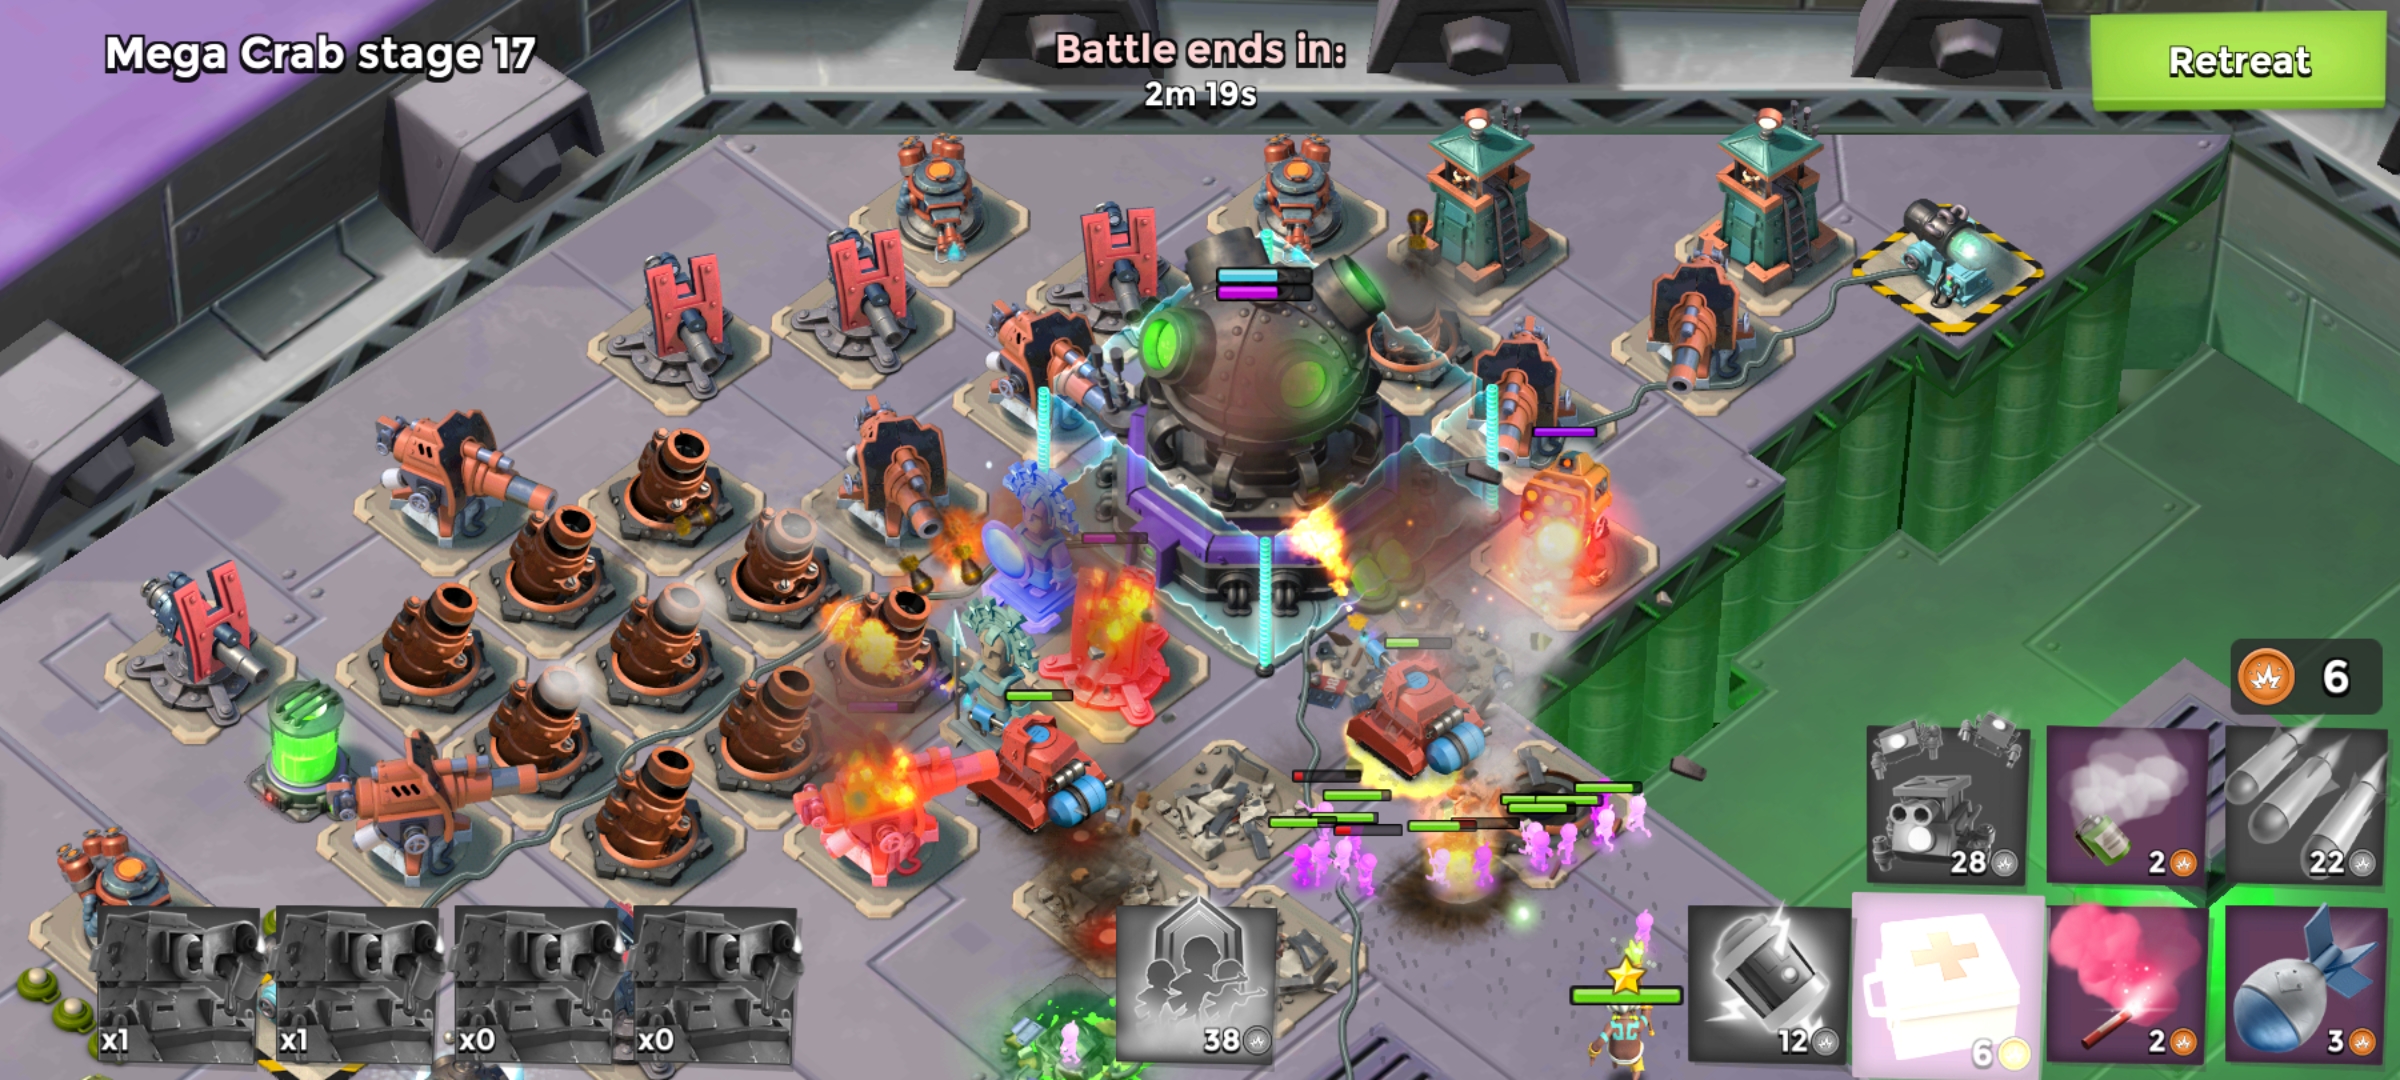 Mega Crab stage 17
Battle ends in:
2m 19s
Retreat
6
28
2
22
x1
x1
x0
x0
38
12
6
2
3